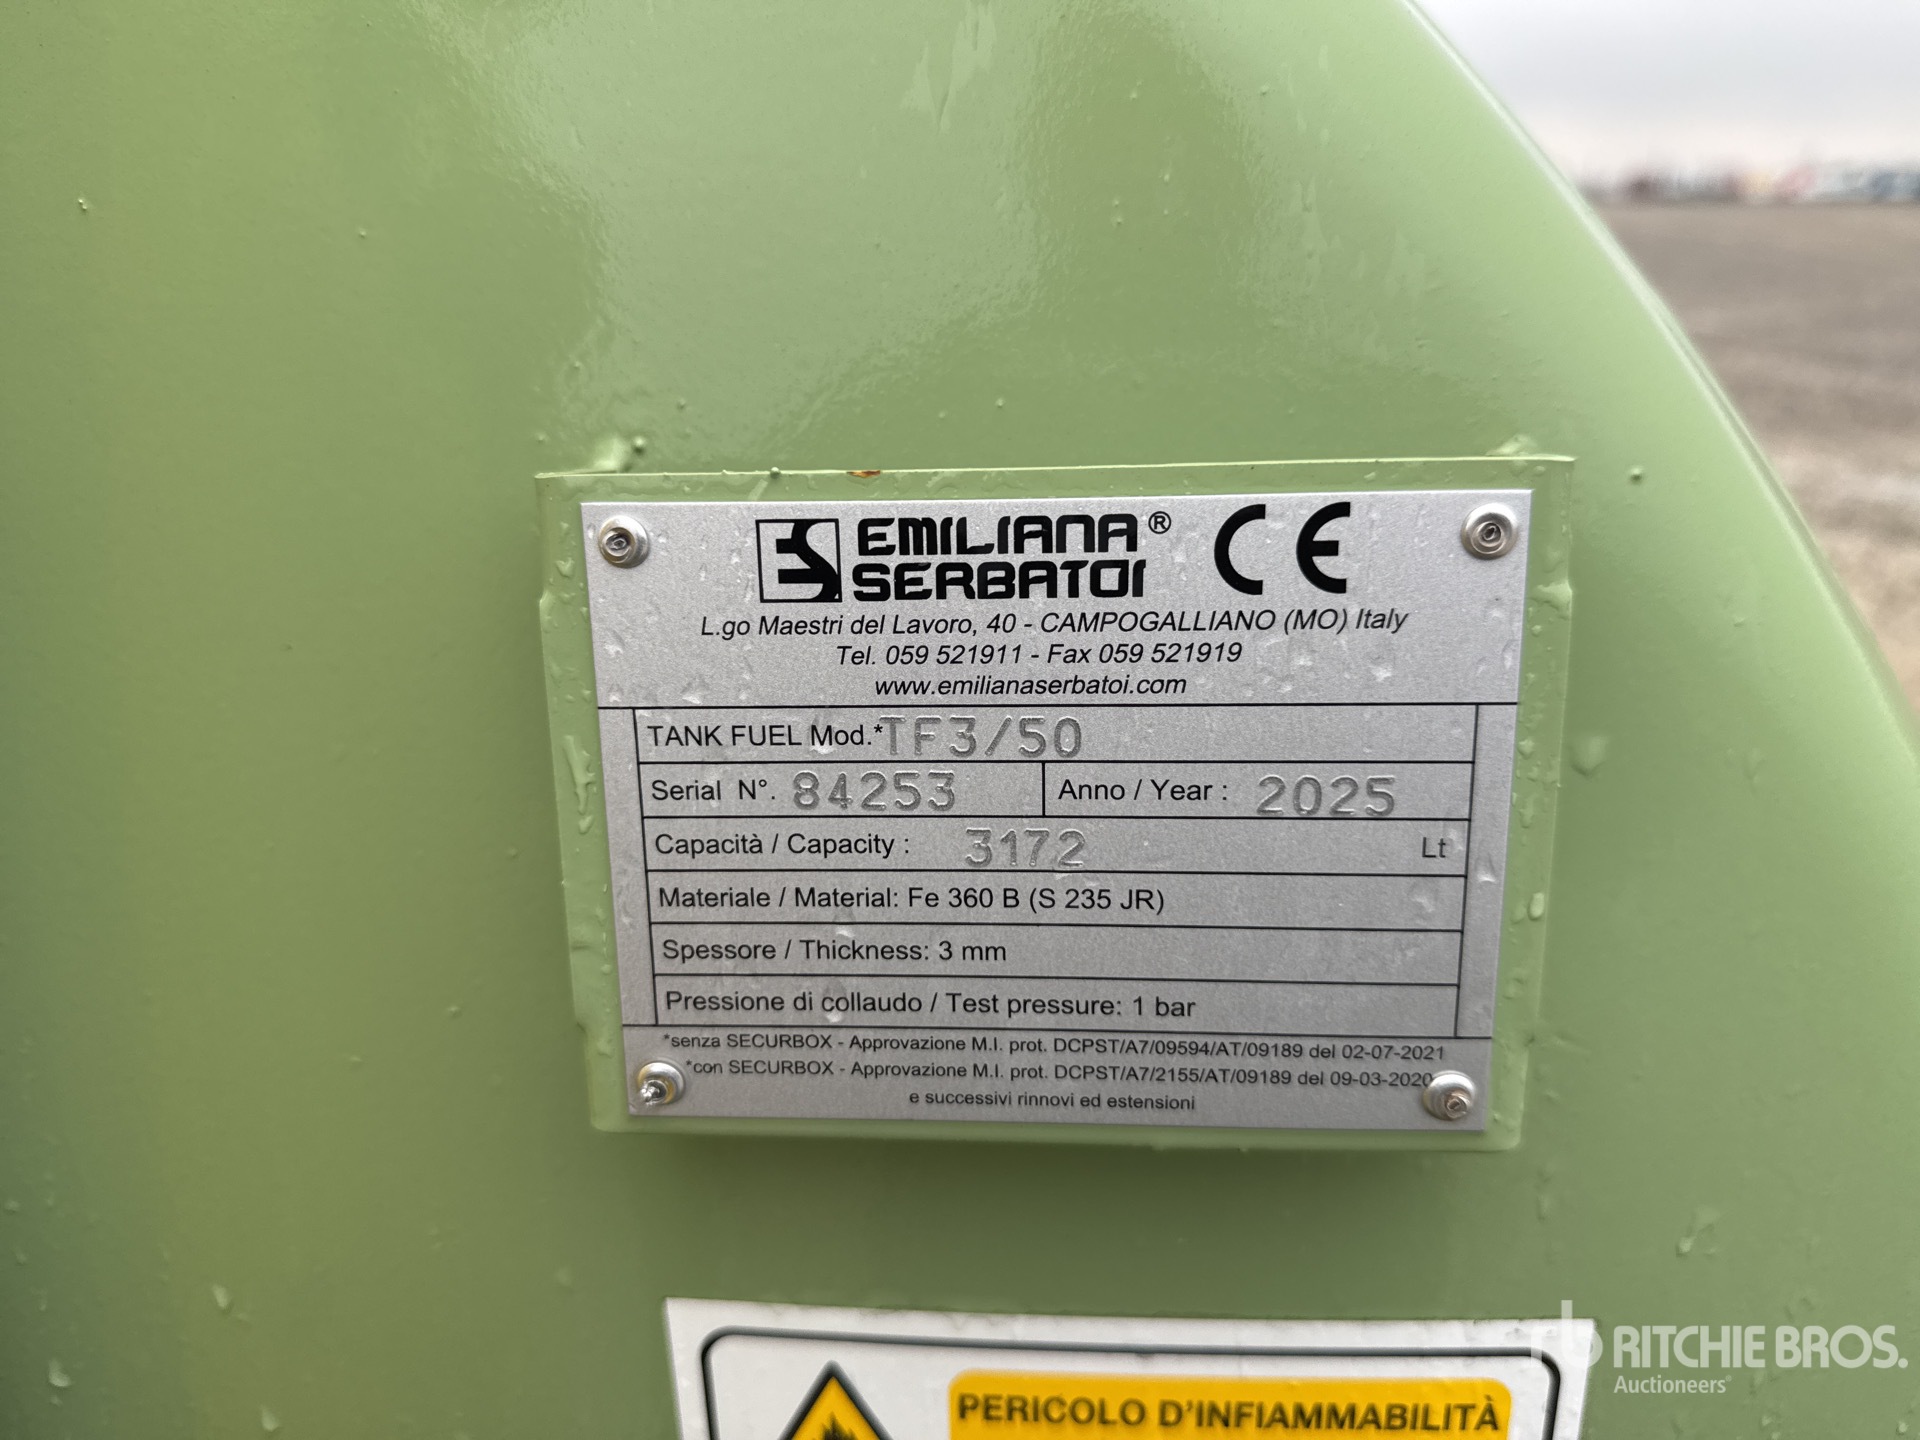 EMILIANA®
SERBATOI
CE
L.go Maestri del Lavoro, 40 - CAMPOGALLIANO (MO) Italy
Tel. 059 521911 - Fax 059 521919
www.emilianaserbatoi.com
TANK FUEL Mod.* TF3/50
Serial N°. 84253 Anno / Year : 2025
Capacità / Capacity : 3172 Lt
Materiale / Material: Fe 360 B (S 235 JR)
Spessore / Thickness: 3 mm
Pressione di collaudo / Test pressure: 1 bar
*senza SECURBOX - Approvazione M.I. prot. DCPST/A7/09594/AT/09189 del 02-07-2021
*con SECURBOX - Approvazione M.I. prot. DCPST/A7/2155/AT/09189 del 09-03-2020
e successivi rinnovi ed estensioni
PERICOLO D'INFIAMMABILITÀ
rb RITCHIE BROS.
Auctioneers